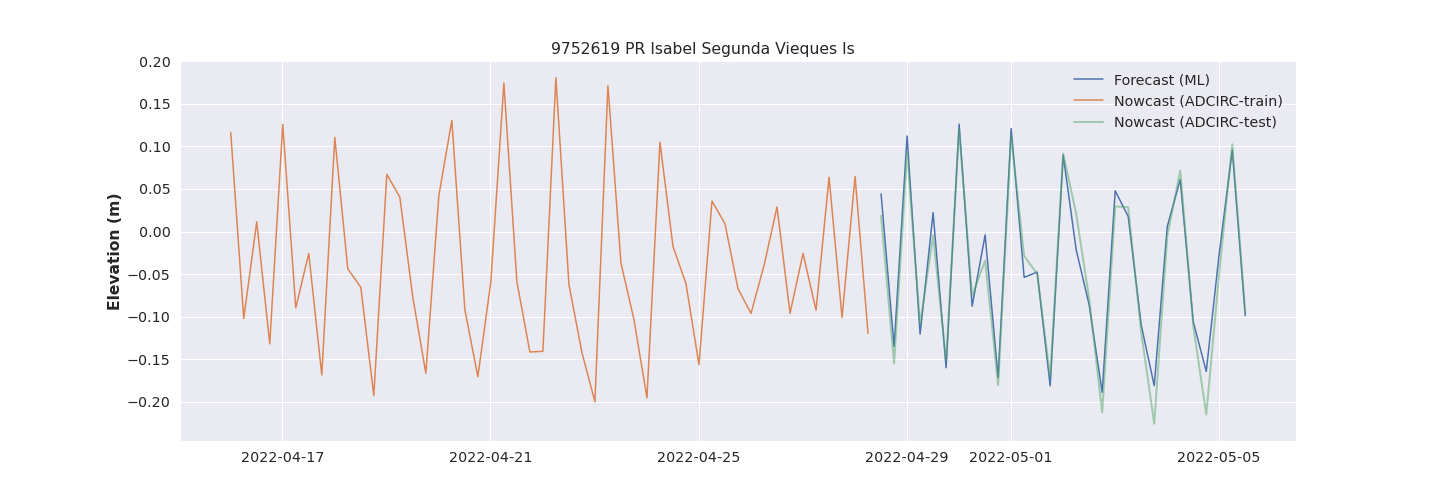 9752619 PR Isabel Segunda Vieques Is
Elevation (m)
0.20
0.15
0.10
0.05
0.00
−0.05
−0.10
−0.15
−0.20
Forecast (ML)
Nowcast (ADCIRC-train)
Nowcast (ADCIRC-test)
2022-04-17 2022-04-21 2022-04-25 2022-04-29 2022-05-01 2022-05-05